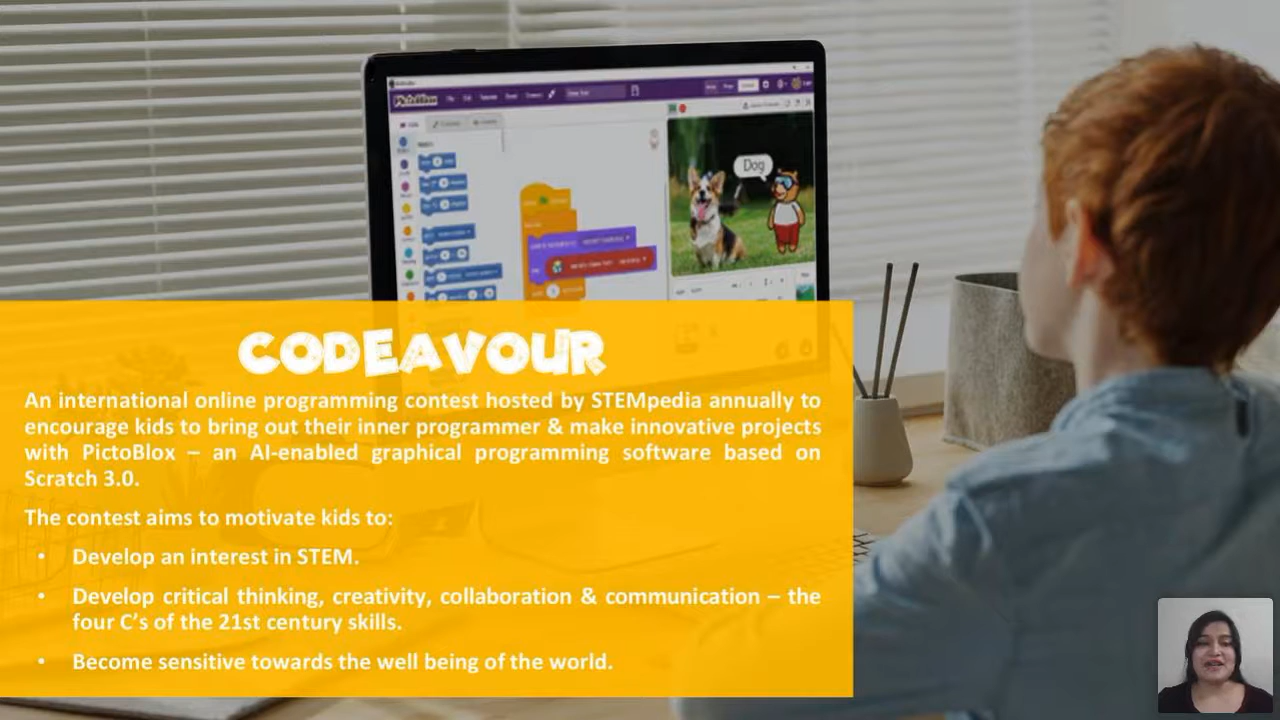 PICTOBLOX
Dog
CODEAVOUR
An international online programming contest hosted by STEMpedia annually to
encourage kids to bring out their inner programmer & make innovative projects
with PictoBlox – an AI-enabled graphical programming software based on
Scratch 3.0.
The contest aims to motivate kids to:
• Develop an interest in STEM.
• Develop critical thinking, creativity, collaboration & communication – the
four C's of the 21st century skills.
• Become sensitive towards the well being of the world.